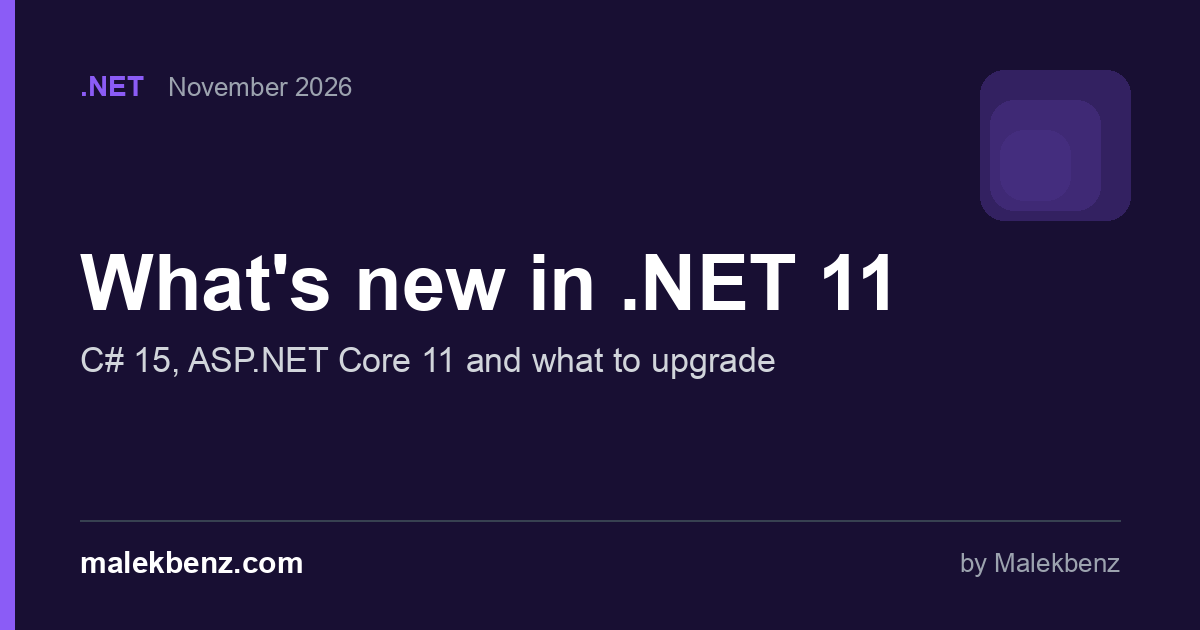 .NET November 2026
What's new in .NET 11
C# 15, ASP.NET Core 11 and what to upgrade
malekbenz.com
by Malekbenz